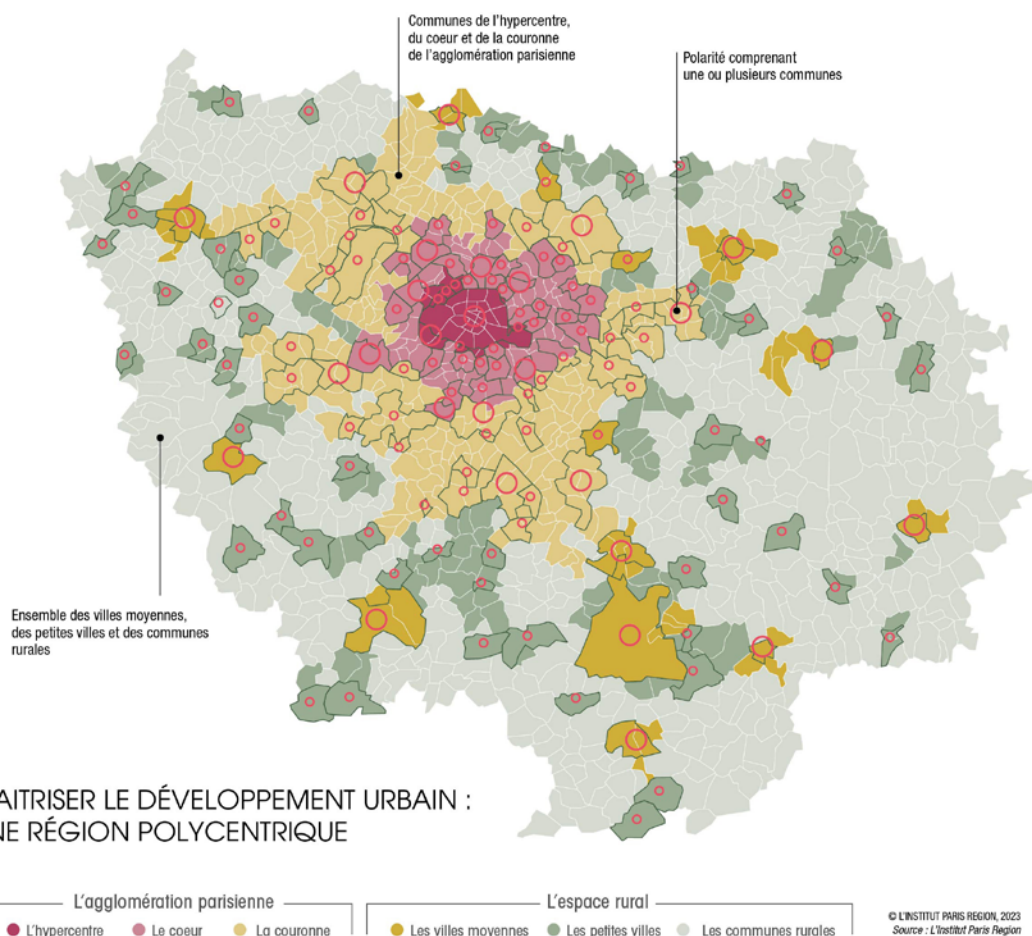 Communes de l'hypercentre,
du coeur et de la couronne
de l'agglomération parisienne
Polarité comprenant
une ou plusieurs communes
Ensemble des villes moyennes,
des petites villes et des communes
rurales
AITRISER LE DÉVELOPPEMENT URBAIN :
NE RÉGION POLYCENTRIQUE
L'agglomération parisienne
L'hypercentre
Le coeur
La couronne
L'espace rural
Les villes moyennes
Les petites villes
Les communes rurales
© L'INSTITUT PARIS REGION, 2023
Source : L'Institut Paris Region